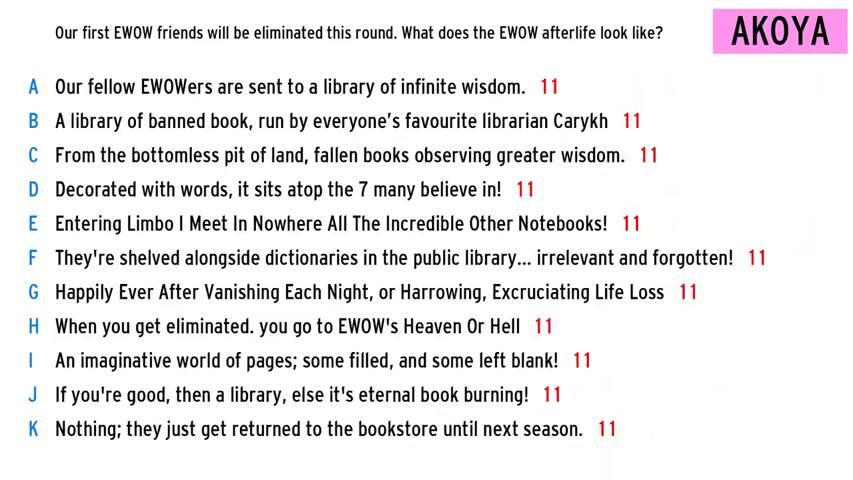 Our first EWOW friends will be eliminated this round. What does the EWOW afterlife look like?
AKOYA
A Our fellow EWOWers are sent to a library of infinite wisdom. 11
B A library of banned book, run by everyone's favourite librarian Carykh 11
C From the bottomless pit of land, fallen books observing greater wisdom. 11
D Decorated with words, it sits atop the 7 many believe in! 11
E Entering Limbo I Meet In Nowhere All The Incredible Other Notebooks! 11
F They're shelved alongside dictionaries in the public library... irrelevant and forgotten! 11
G Happily Ever After Vanishing Each Night, or Harrowing, Excruciating Life Loss 11
H When you get eliminated. you go to EWOW's Heaven Or Hell 11
I An imaginative world of pages; some filled, and some left blank! 11
J If you're good, then a library, else it's eternal book burning! 11
K Nothing; they just get returned to the bookstore until next season. 11